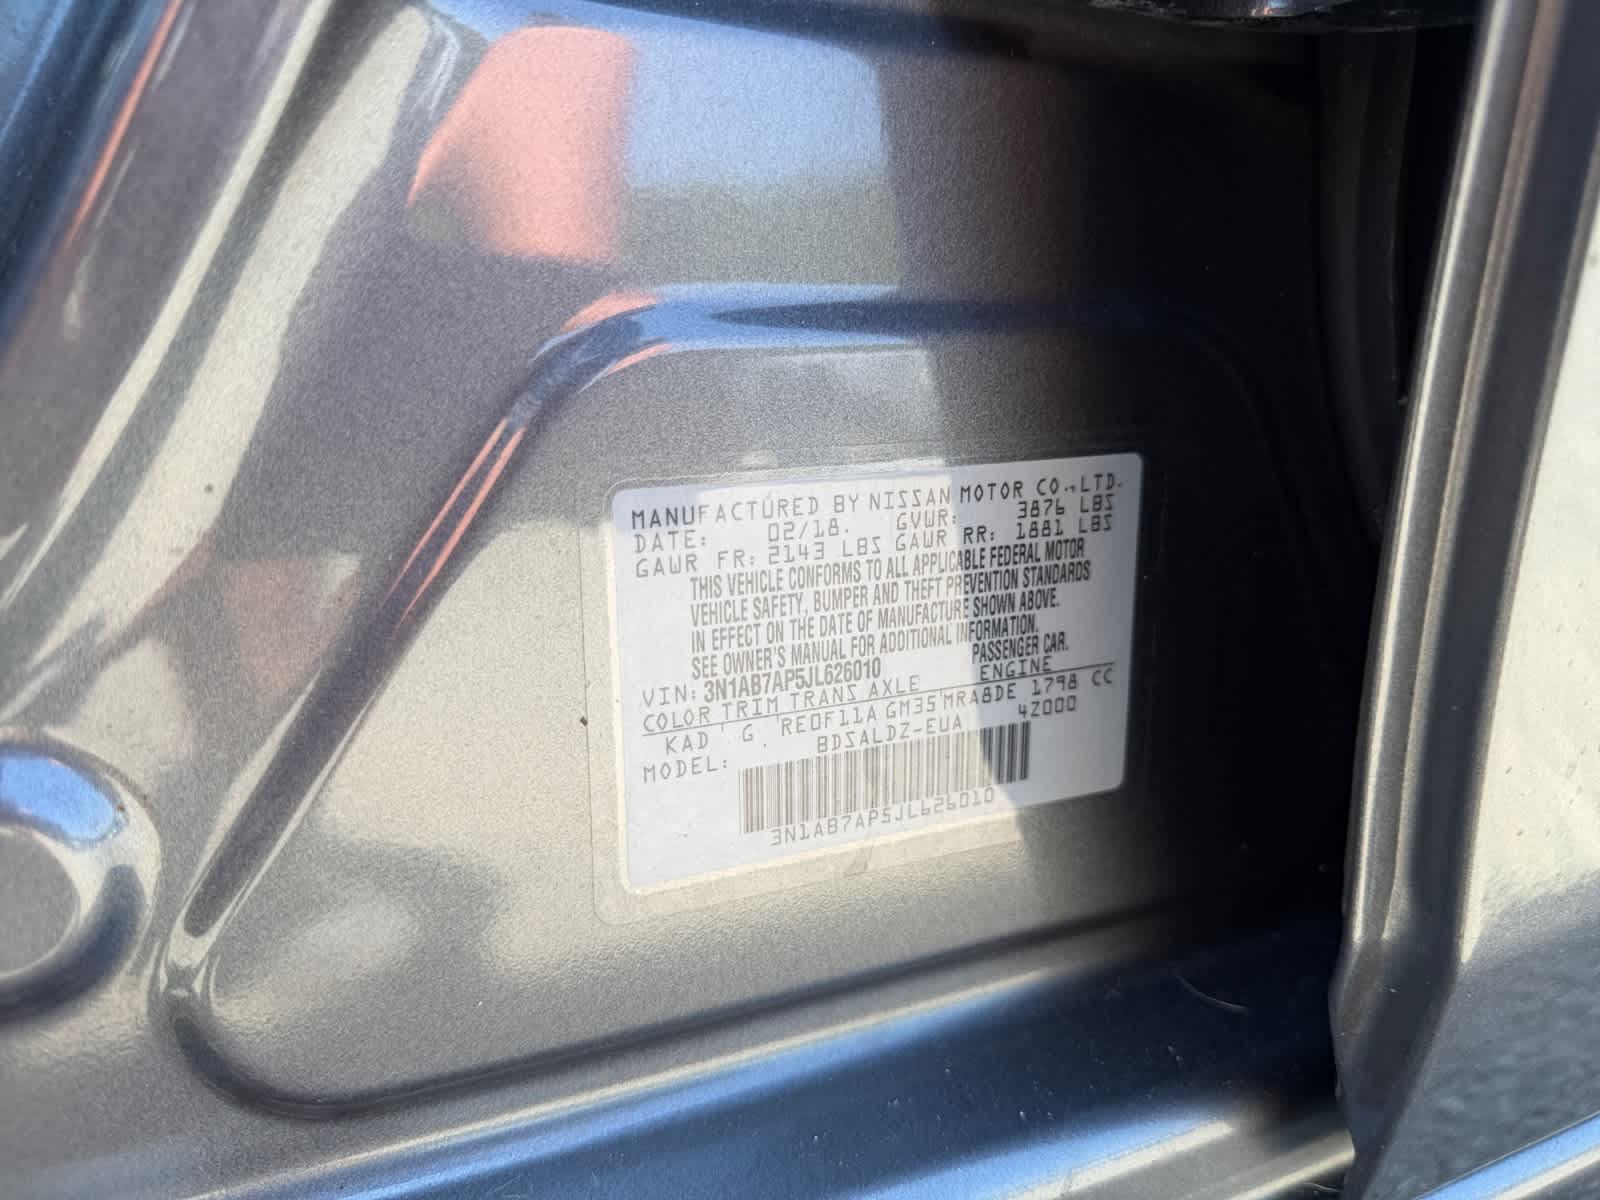 MANUFACTURED BY NISSAN MOTOR CO.,LTD.
DATE: 02/18. GVWR: 3876 LBS
GAWR FR: 2143 LBS GAWR RR: 1881 LBS
THIS VEHICLE CONFORMS TO ALL APPLICABLE FEDERAL MOTOR
VEHICLE SAFETY, BUMPER AND THEFT PREVENTION STANDARDS
IN EFFECT ON THE DATE OF MANUFACTURE SHOWN ABOVE.
SEE OWNER'S MANUAL FOR ADDITIONAL INFORMATION.
VIN: 3N1AB7AP5JL626010 PASSENGER CAR.
COLOR TRIM TRANS AXLE ENGINE
KAD G. RE0F11A GM35 MRA8DE 1798 CC
MODEL: BDSALDZ-EUA 4Z000
3N1AB7AP5JL626010